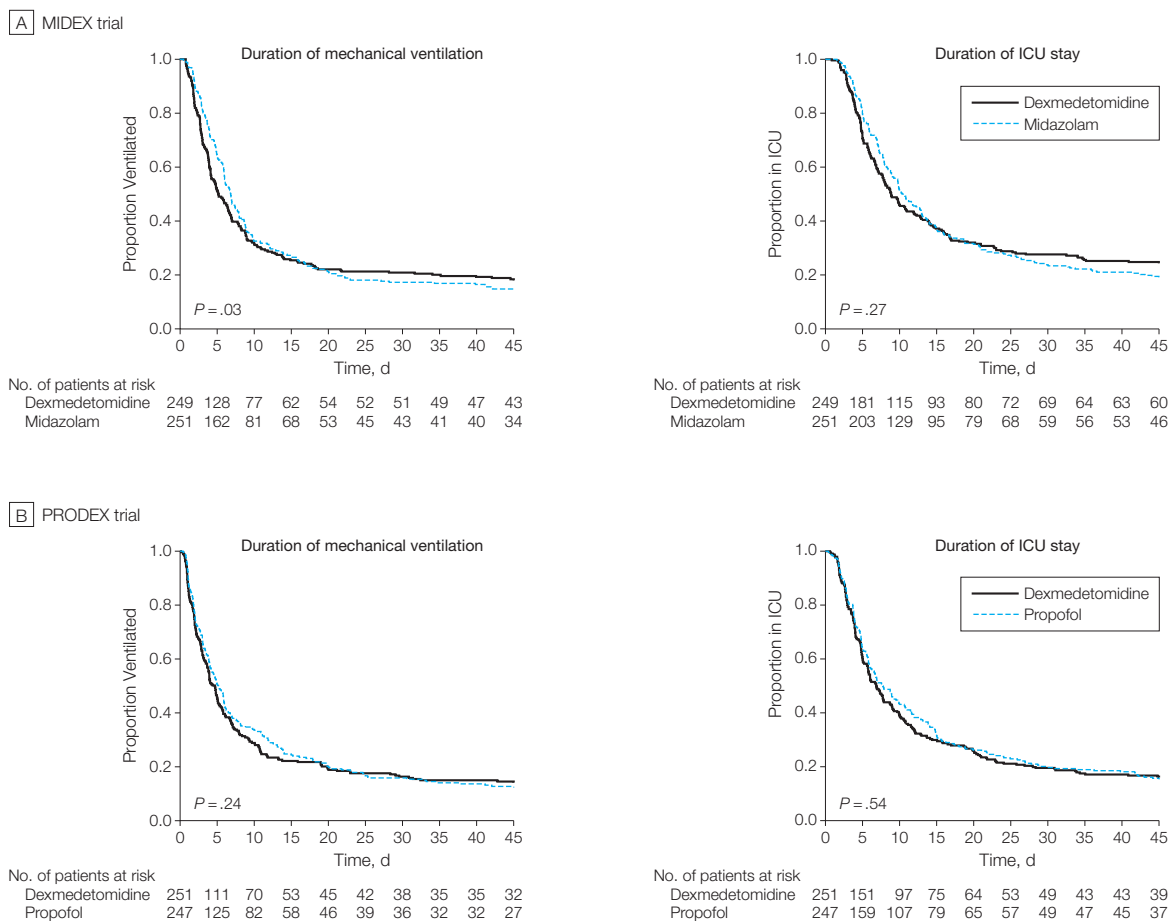 A MIDEX trial
Duration of mechanical ventilation
Proportion Ventilated
1.0
0.8
0.6
0.4
0.2
0.0
P = .03
0 5 10 15 20 25 30 35 40 45
Time, d
No. of patients at risk
Dexmedetomidine 249 128 77 62 54 52 51 49 47 43
Midazolam 251 162 81 68 53 45 43 41 40 34
Duration of ICU stay
Dexmedetomidine
Midazolam
Proportion in ICU
1.0
0.8
0.6
0.4
0.2
0.0
P = .27
0 5 10 15 20 25 30 35 40 45
Time, d
No. of patients at risk
Dexmedetomidine 249 181 115 93 80 72 69 64 63 60
Midazolam 251 203 129 95 79 68 59 56 53 46
B PRODEX trial
Duration of mechanical ventilation
Proportion Ventilated
1.0
0.8
0.6
0.4
0.2
0.0
P = .24
0 5 10 15 20 25 30 35 40 45
Time, d
No. of patients at risk
Dexmedetomidine 251 111 70 53 45 42 38 35 35 32
Propofol 247 125 82 58 46 39 36 32 32 27
Duration of ICU stay
Dexmedetomidine
Propofol
Proportion in ICU
1.0
0.8
0.6
0.4
0.2
0.0
P = .54
0 5 10 15 20 25 30 35 40 45
Time, d
No. of patients at risk
Dexmedetomidine 251 151 97 75 64 53 49 43 43 39
Propofol 247 159 107 79 65 57 49 47 45 37